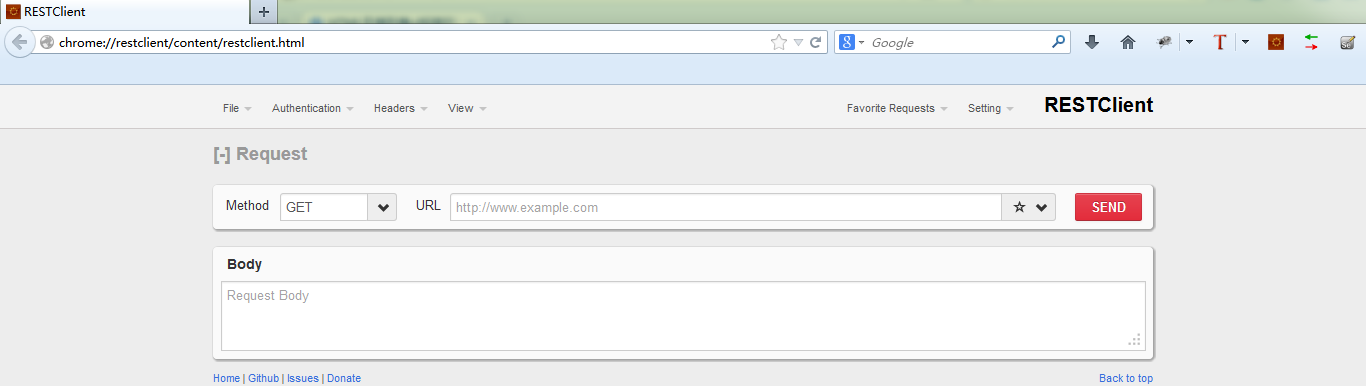 RESTClient
chrome://restclient/content/restclient.html
Google
File Authentication Headers View Favorite Requests Setting RESTClient
[-] Request
Method GET URL http://www.example.com SEND
Body
Request Body
Home | Github | Issues | Donate Back to top